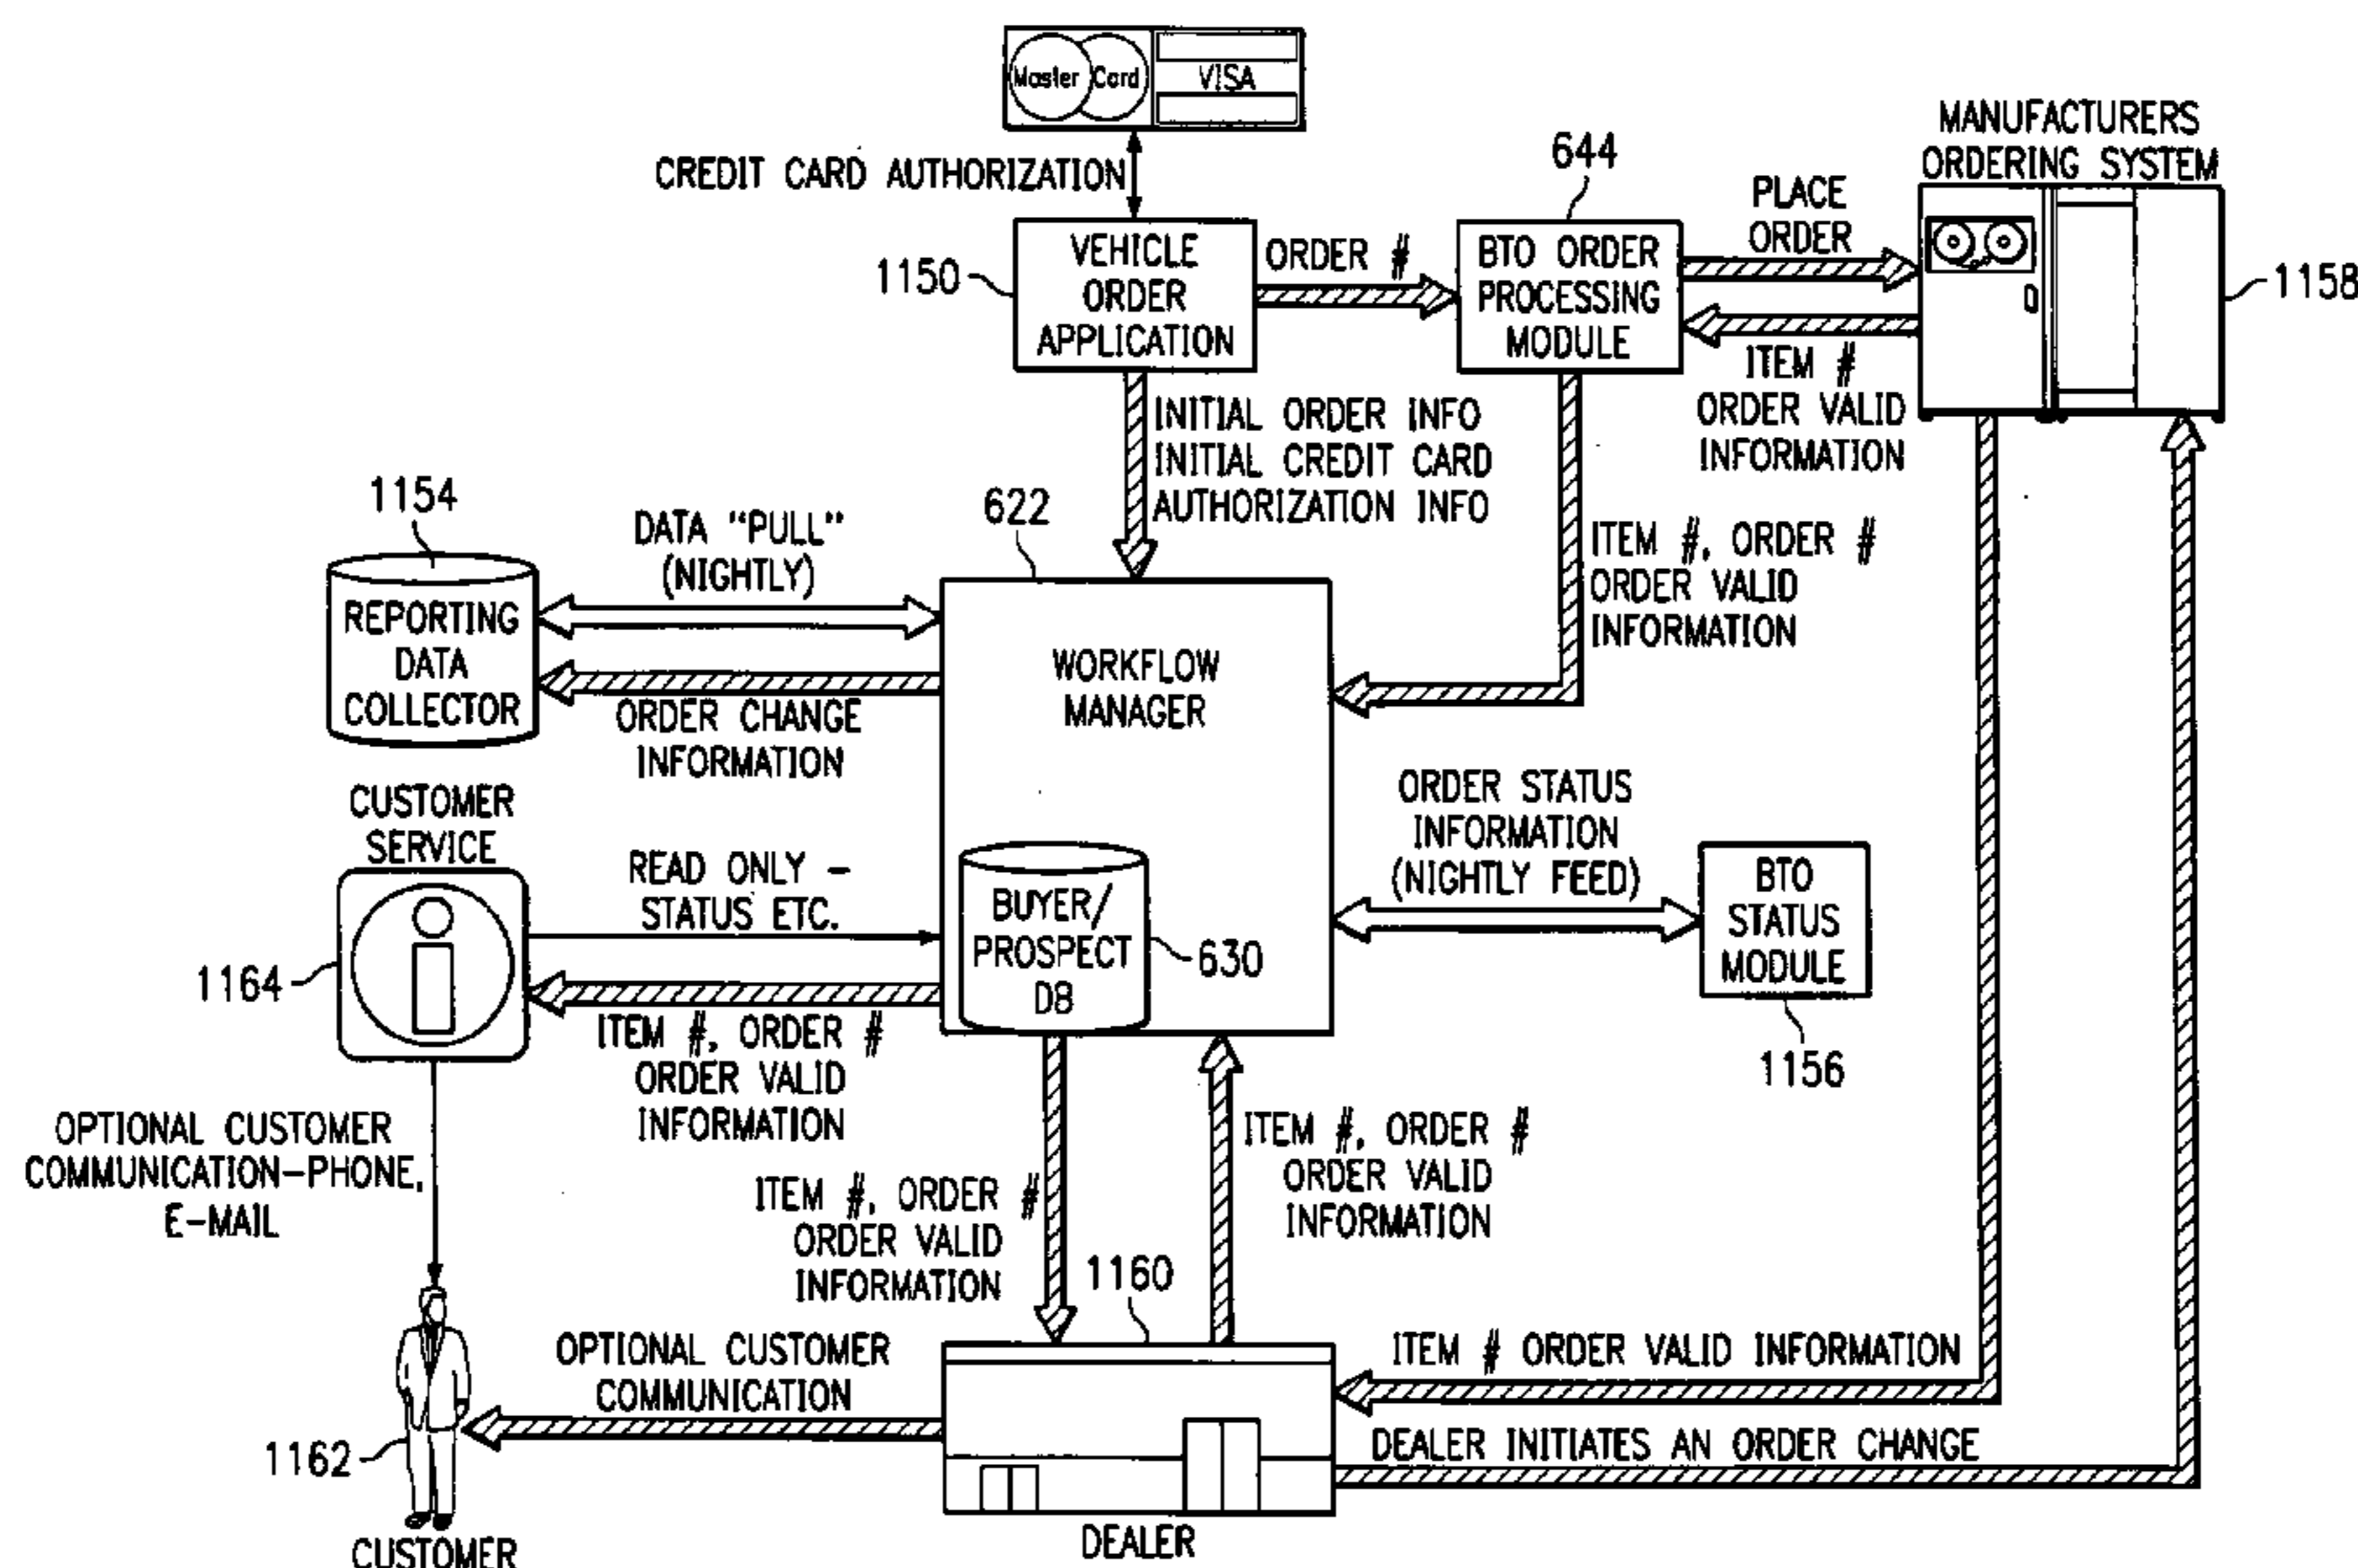 Master Card VISA
CREDIT CARD AUTHORIZATION
MANUFACTURERS
ORDERING SYSTEM
644
PLACE
ORDER
1150
VEHICLE
ORDER
APPLICATION
ORDER #
BTO ORDER
PROCESSING
MODULE
1158
ITEM #
ORDER VALID
INFORMATION
INITIAL ORDER INFO
INITIAL CREDIT CARD
AUTHORIZATION INFO
1154
DATA "PULL"
(NIGHTLY)
622
REPORTING
DATA
COLLECTOR
ORDER CHANGE
INFORMATION
WORKFLOW
MANAGER
ITEM #, ORDER #
ORDER VALID
INFORMATION
CUSTOMER
SERVICE
1164
READ ONLY –
STATUS ETC.
BUYER/
PROSPECT
DB
630
ORDER STATUS
INFORMATION
(NIGHTLY FEED)
BTO
STATUS
MODULE
1156
ITEM #, ORDER #
ORDER VALID
INFORMATION
OPTIONAL CUSTOMER
COMMUNICATION–PHONE,
E–MAIL
ITEM #, ORDER #
ORDER VALID
INFORMATION
ITEM #, ORDER #
ORDER VALID
INFORMATION
1160
OPTIONAL CUSTOMER
COMMUNICATION
ITEM # ORDER VALID INFORMATION
DEALER INITIATES AN ORDER CHANGE
1162
CUSTOMER
DEALER